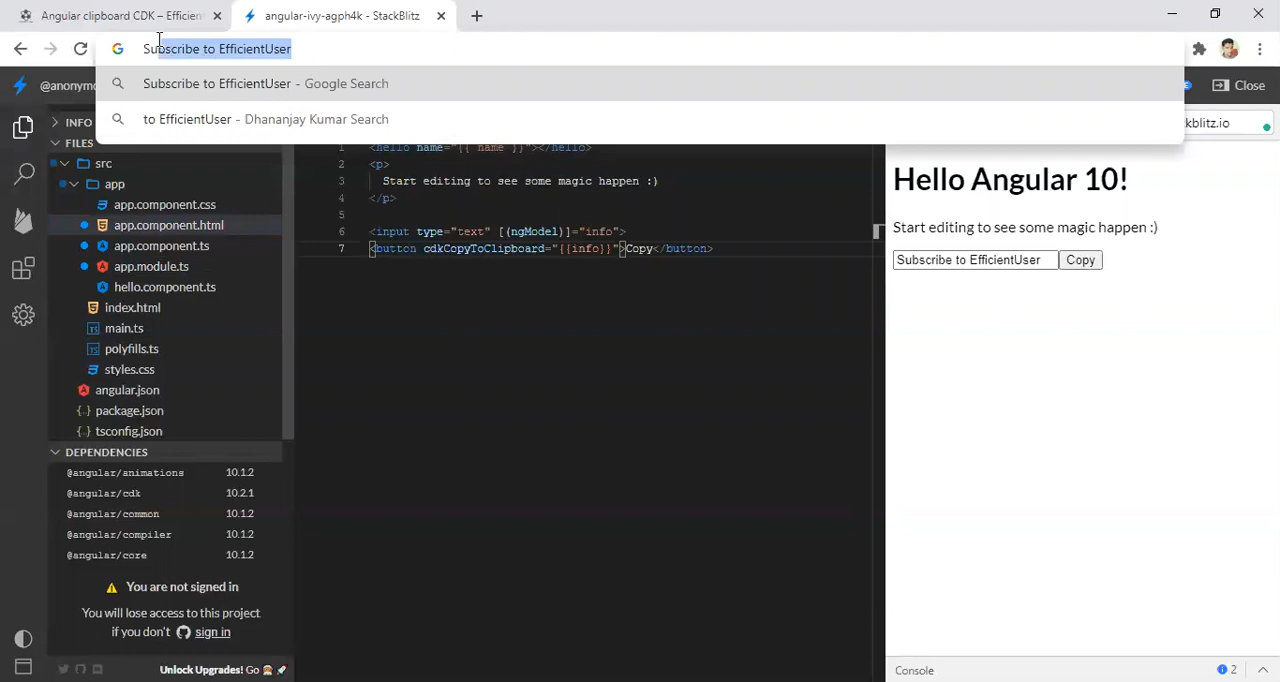 Angular clipboard CDK – Efficien
angular-ivy-agph4k - StackBlitz
Subscribe to EfficientUser
Subscribe to EfficientUser - Google Search
to EfficientUser - Dhananjay Kumar Search
@anonymo
Close
ckblitz.io
INFO
FILES
src
app
app.component.css
app.component.html
app.component.ts
app.module.ts
hello.component.ts
index.html
main.ts
polyfills.ts
styles.css
angular.json
package.json
tsconfig.json
DEPENDENCIES
@angular/animations 10.1.2
@angular/cdk 10.2.1
@angular/common 10.1.2
@angular/compiler 10.1.2
@angular/core 10.1.2
You are not signed in
You will lose access to this project
if you don't sign in
Unlock Upgrades! Go
1 <hello name="{{ name }}"></hello>
2 <p>
3 Start editing to see some magic happen :)
4 </p>
5
6 <input type="text" [(ngModel)]="info">
7 <button cdkCopyToClipboard="{{info}}">Copy</button>
Hello Angular 10!
Start editing to see some magic happen :)
Subscribe to EfficientUser Copy
Console 2